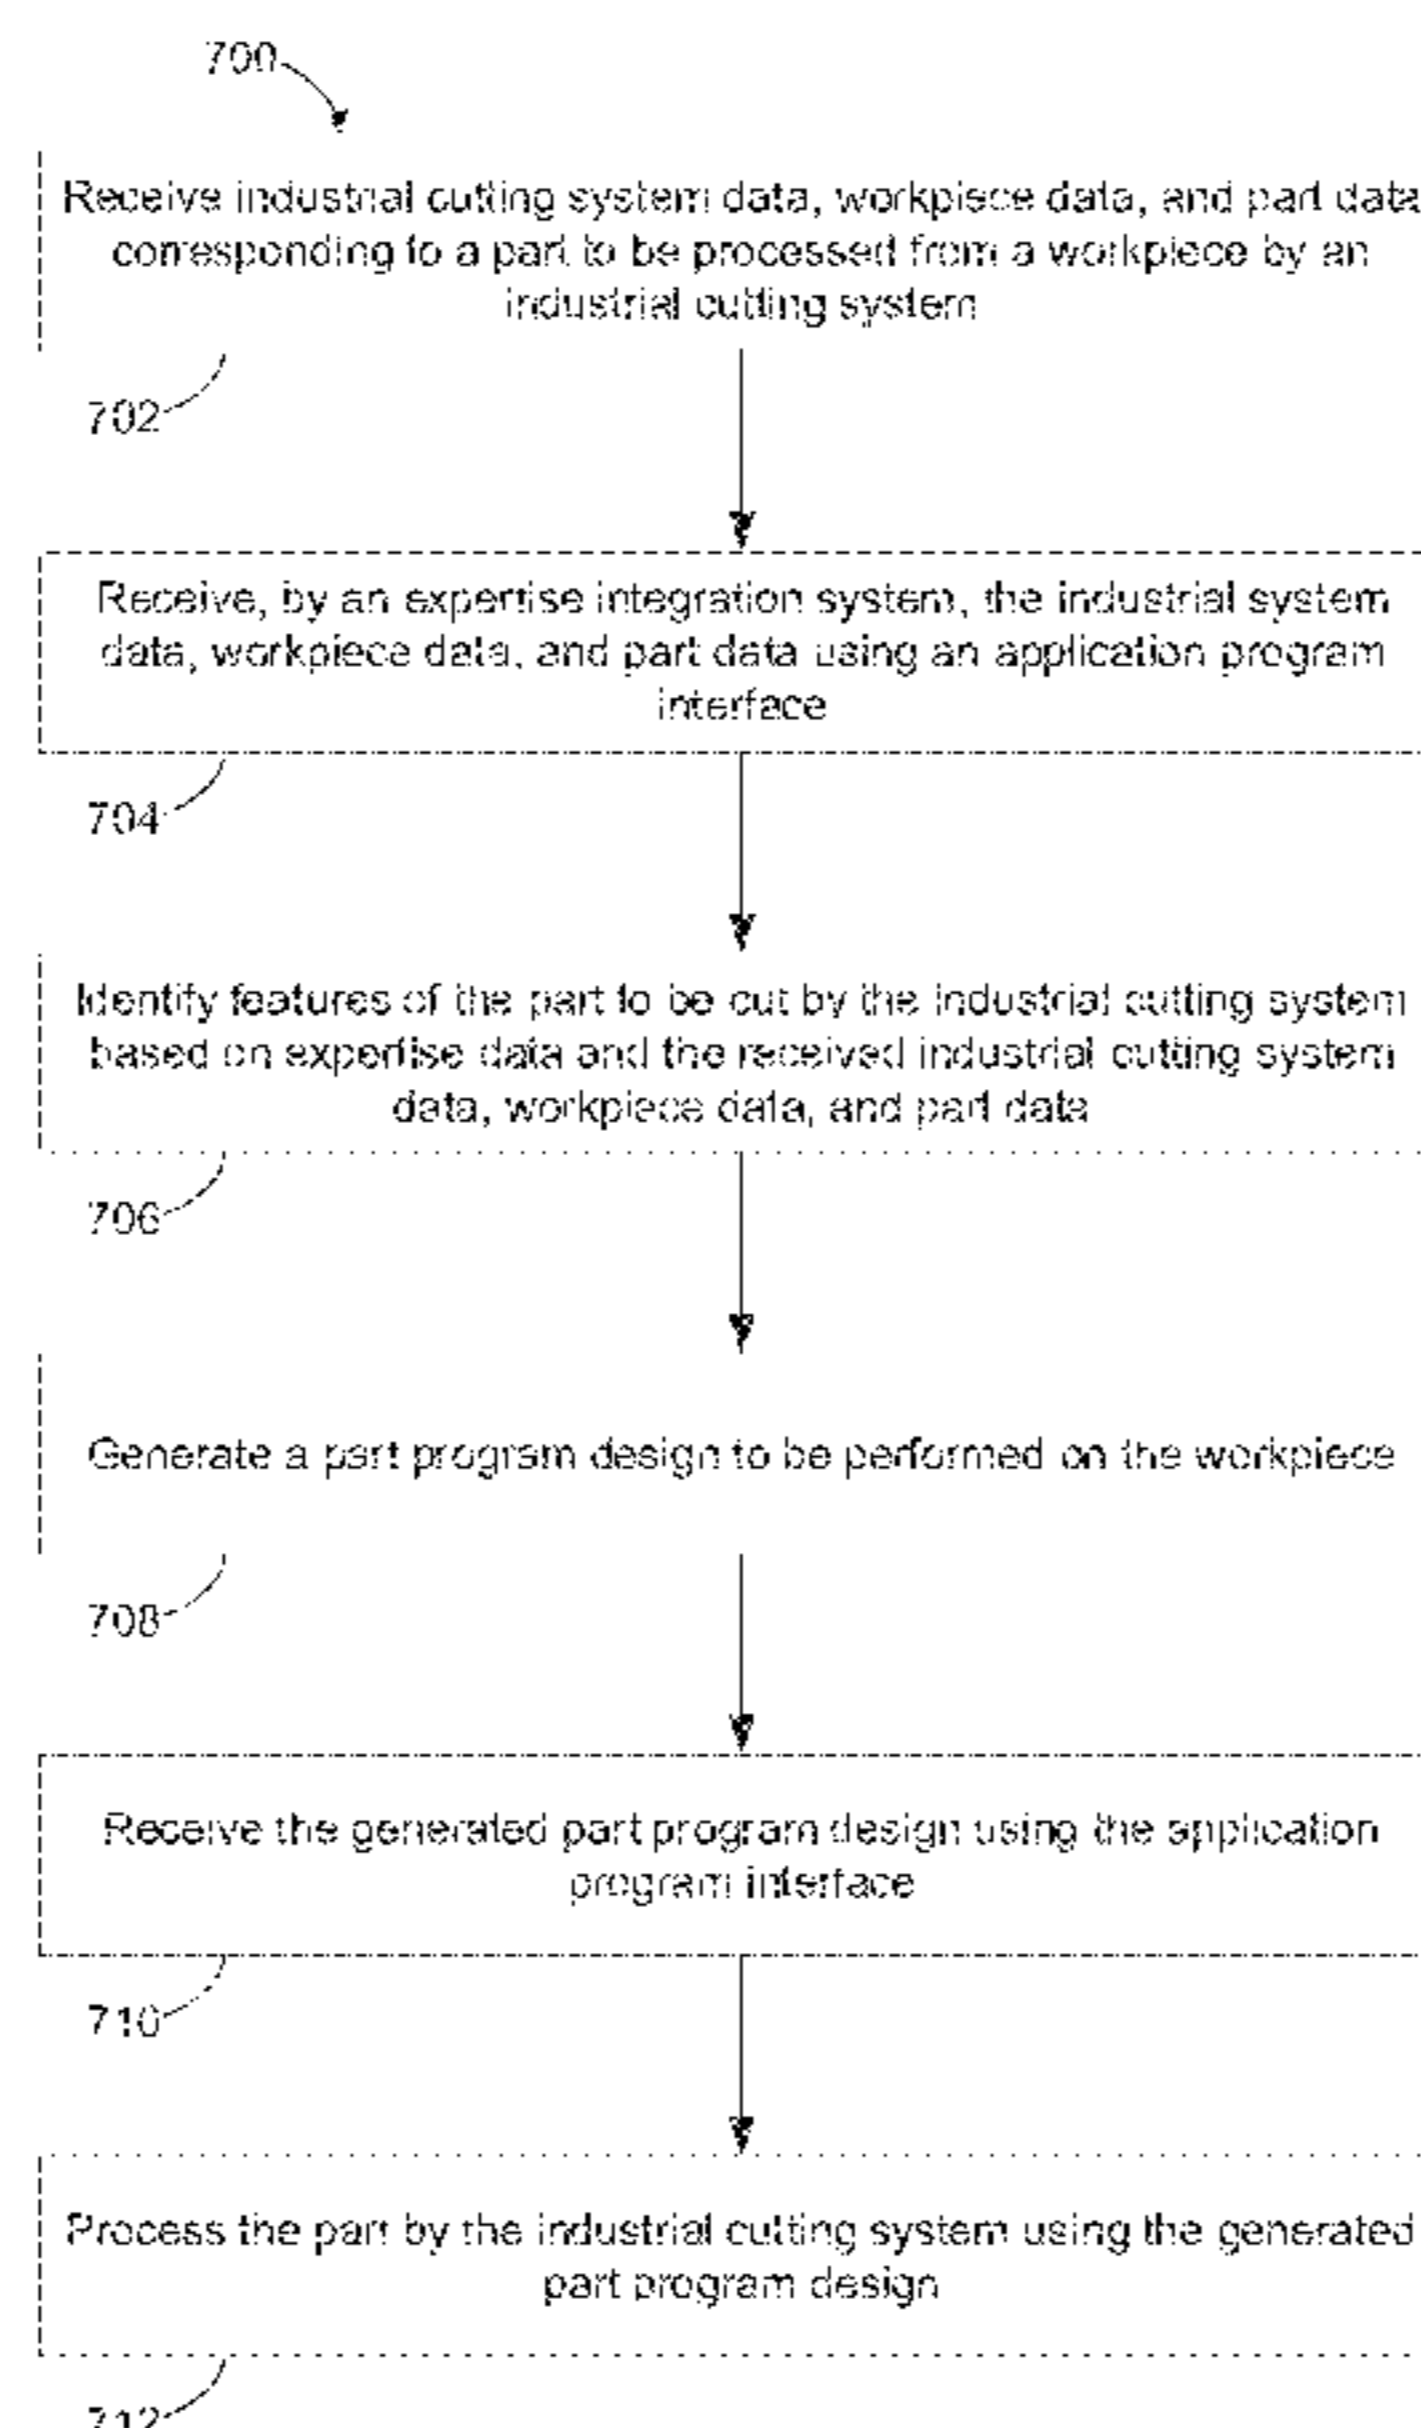 700
Receive industrial cutting system data, workpiece data, and part data
corresponding to a part to be processed from a workpiece by an
industrial cutting system
702
Receive, by an expertise integration system, the industrial system
data, workpiece data, and part data using an application program
interface
704
Identify features of the part to be cut by the industrial cutting system
based on expertise data and the received industrial cutting system
data, workpiece data, and part data
706
Generate a part program design to be performed on the workpiece
708
Receive the generated part program design using the application
program interface
710
Process the part by the industrial cutting system using the generated
part program design
712